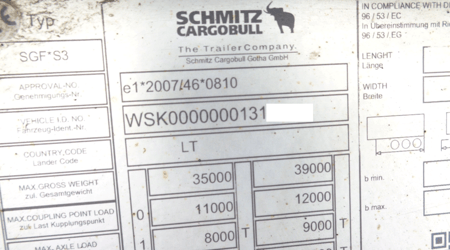 Typ
SGF*S3
SCHMITZ
CARGOBULL
The TrailerCompany.
Schmitz Cargobull Gotha GmbH
IN COMPLIANCE WITH
96 / 53 / EC
In Übereinstimmung mit
96 / 53 / EG
APPROVAL-NO.
Genehmigungs-Nr.
e1*2007/46*0810
LENGHT
Länge
VEHICLE I.D. NO.
Fahrzeug-Ident.-Nr.
WSK0000000131
WIDTH
Breite
COUNTRY,CODE
Länder Code
LT
000
MAX.GROSS WEIGHT
zul. Gesamtgewicht
35000
39000
b min.
MAX.COUPLING POINT LOAD
zul.Last Kupplungspunkt
0
11000
12000
b max.
MAX. AXLE LOAD
1
8000
T
9000
T